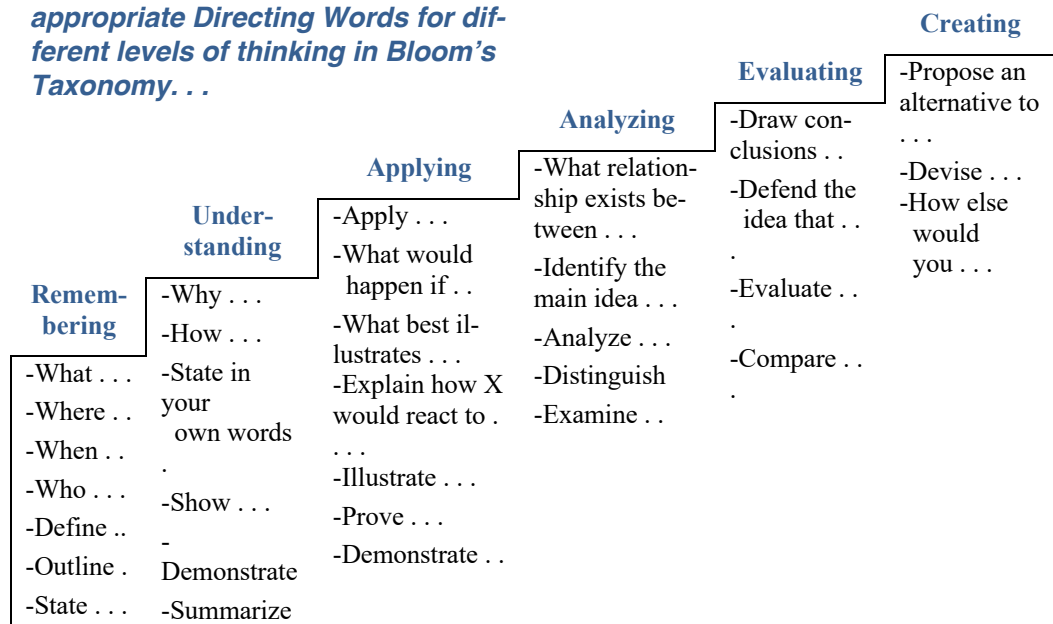 appropriate Directing Words for dif-
ferent levels of thinking in Bloom's
Taxonomy. . .
Remem-
bering
-What . . .
-Where . .
-When . .
-Who . . .
-Define ..
-Outline .
-State . . .
Under-
standing
-Why . . .
-How . . .
-State in
your
own words
.
-Show . . .
-
Demonstrate
-Summarize
Applying
-Apply . . .
-What would
happen if . .
-What best il-
lustrates . . .
-Explain how X
would react to .
. . .
-Illustrate . . .
-Prove . . .
-Demonstrate . .
Analyzing
-What relation-
ship exists be-
tween . . .
-Identify the
main idea . . .
-Analyze . . .
-Distinguish
-Examine . .
Evaluating
-Draw con-
clusions . .
-Defend the
idea that . .
.
-Evaluate . .
.
-Compare . .
.
Creating
-Propose an
alternative to
. . .
-Devise . . .
-How else
would
you . . .